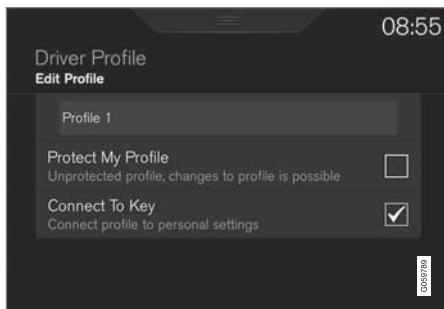 08:55
Driver Profile
Edit Profile
Profile 1
Protect My Profile
Unprotected profile, changes to profile is possible
Connect To Key
Connect profile to personal settings
G059789